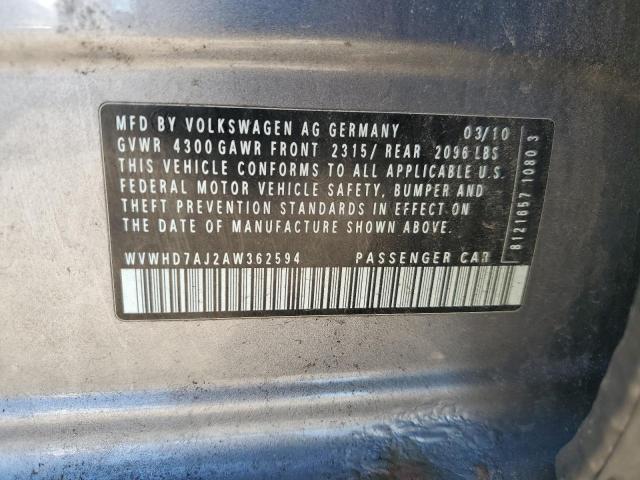 MFD BY VOLKSWAGEN AG GERMANY 03/10
GVWR 4300 GAWR FRONT 2315/ REAR 2096 LBS
THIS VEHICLE CONFORMS TO ALL APPLICABLE U.S.
FEDERAL MOTOR VEHICLE SAFETY, BUMPER AND
THEFT PREVENTION STANDARDS IN EFFECT ON
THE DATE OF MANUFACTURE SHOWN ABOVE.
WVWHD7AJ2AW362594 PASSENGER CAR
8121657 1080 3